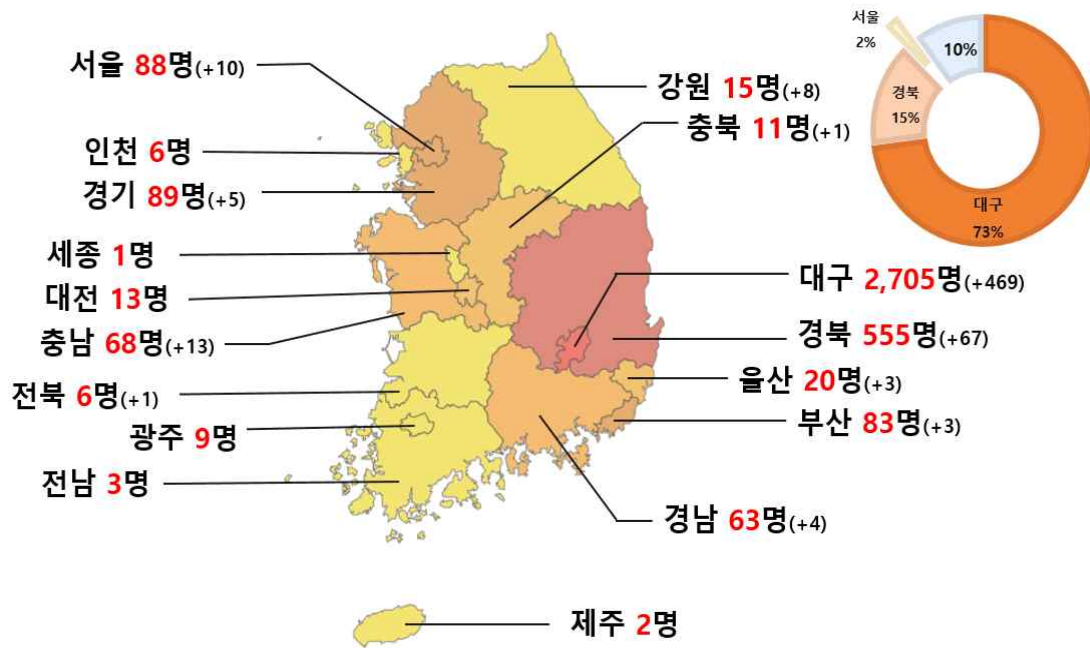 서울 88명(+10)
인천 6명
경기 89명(+5)
세종 1명
대전 13명
충남 68명(+13)
전북 6명(+1)
광주 9명
전남 3명
강원 15명(+8)
충북 11명(+1)
대구 2,705명(+469)
경북 555명(+67)
울산 20명(+3)
부산 83명(+3)
경남 63명(+4)
제주 2명
서울
2%
10%
경북
15%
대구
73%